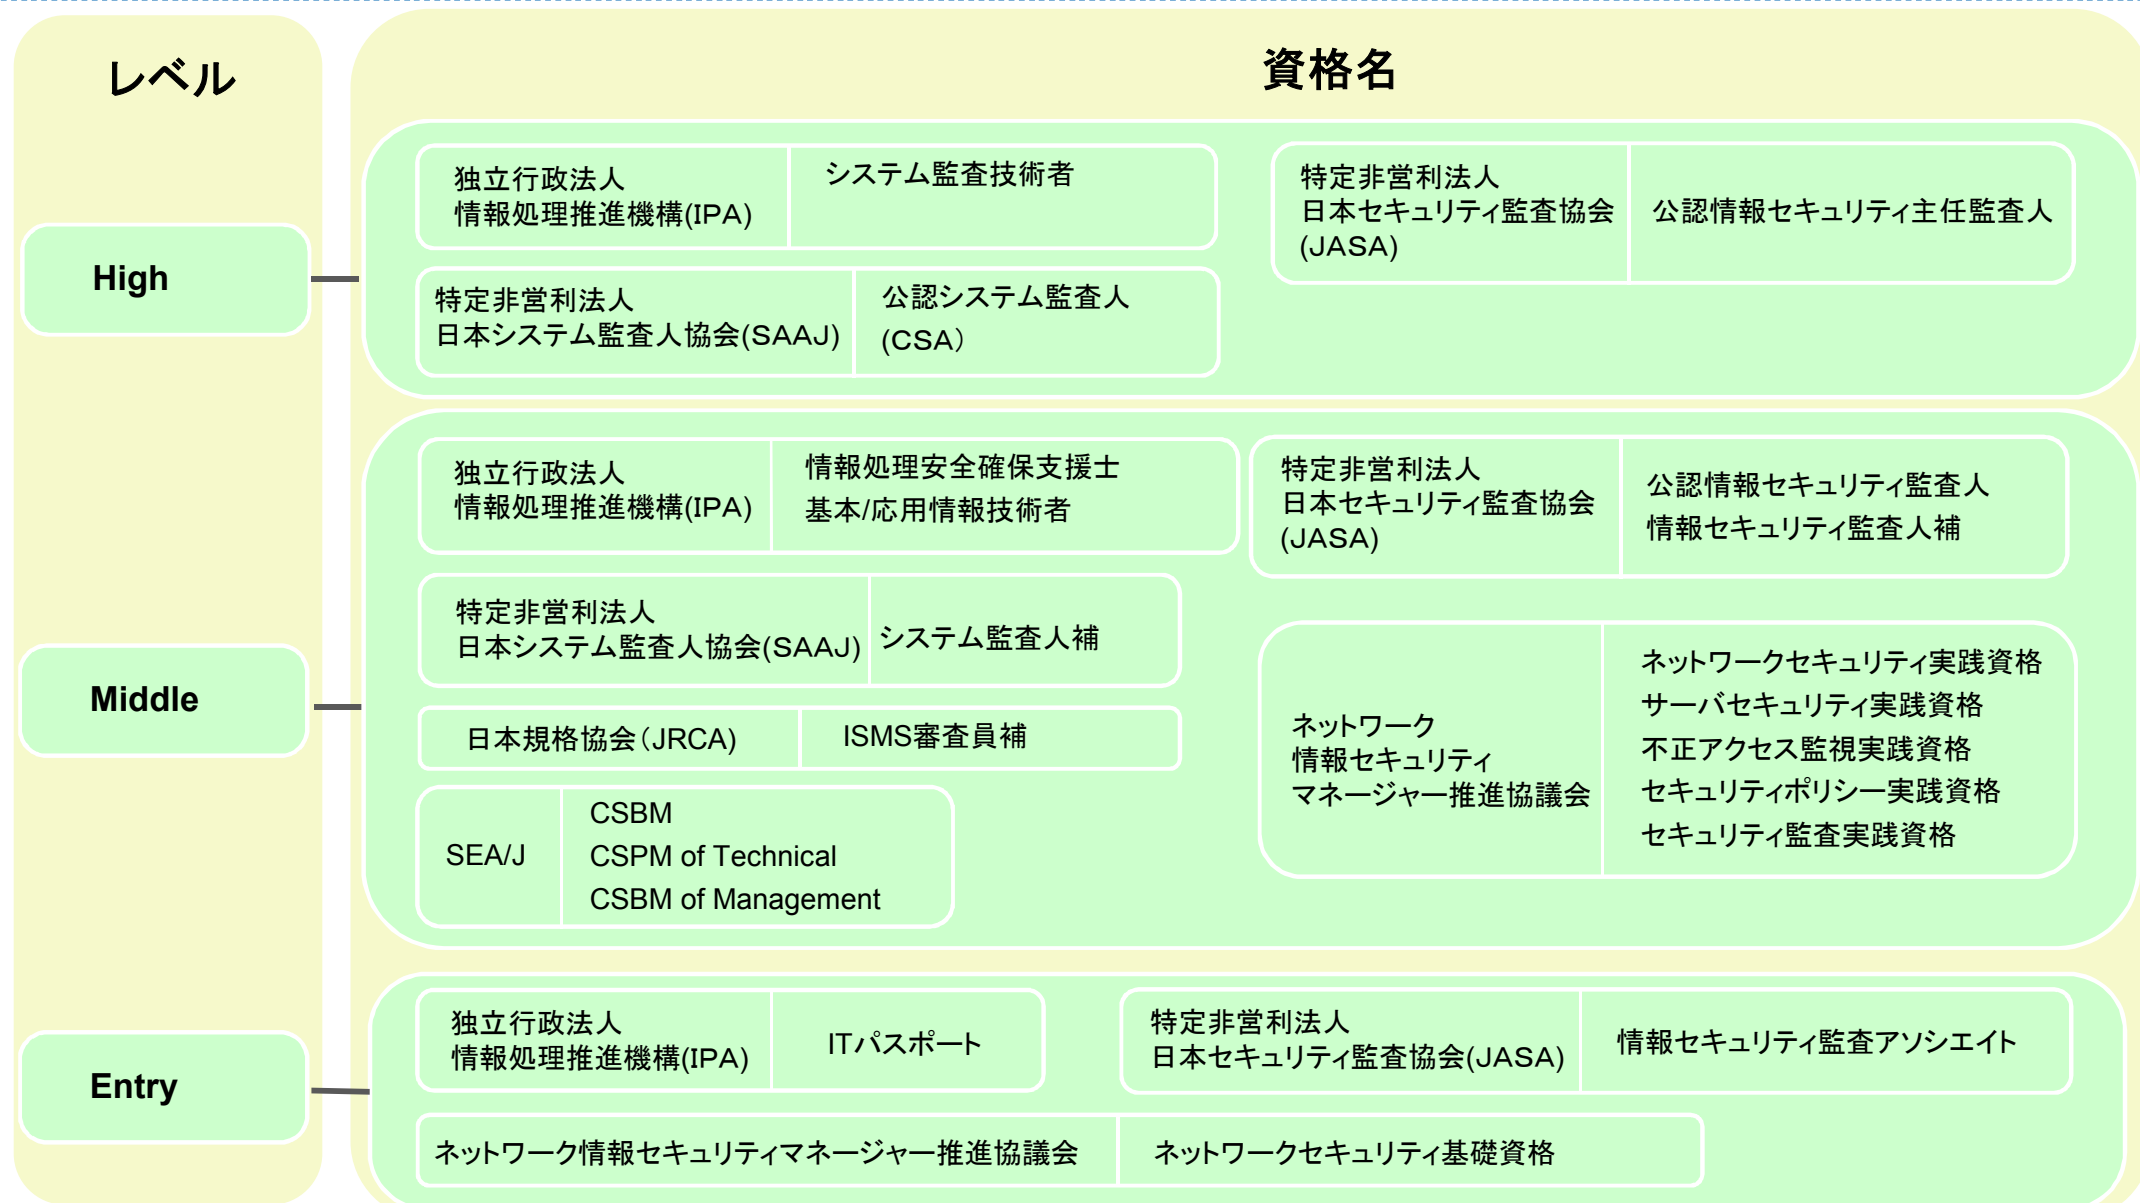 レベル
資格名
High
独立行政法人
情報処理推進機構(IPA)
システム監査技術者
特定非営利法人
日本セキュリティ監査協会
(JASA)
公認情報セキュリティ主任監査人
特定非営利法人
日本システム監査人協会(SAAJ)
公認システム監査人
(CSA）
Middle
独立行政法人
情報処理推進機構(IPA)
情報処理安全確保支援士
基本/応用情報技術者
特定非営利法人
日本セキュリティ監査協会
(JASA)
公認情報セキュリティ監査人
情報セキュリティ監査人補
特定非営利法人
日本システム監査人協会(SAAJ)
システム監査人補
日本規格協会（JRCA)
ISMS審査員補
SEA/J
CSBM
CSPM of Technical
CSBM of Management
ネットワーク
情報セキュリティ
マネージャー推進協議会
ネットワークセキュリティ実践資格
サーバセキュリティ実践資格
不正アクセス監視実践資格
セキュリティポリシー実践資格
セキュリティ監査実践資格
Entry
独立行政法人
情報処理推進機構(IPA)
ITパスポート
特定非営利法人
日本セキュリティ監査協会(JASA)
情報セキュリティ監査アソシエイト
ネットワーク情報セキュリティマネージャー推進協議会
ネットワークセキュリティ基礎資格